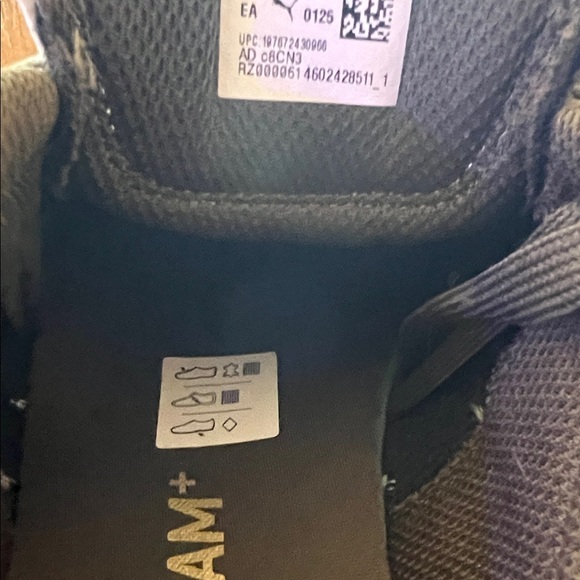 EA 0125
UPC:197672430966
AD c8CN3
RZ0000614602428511_1
AM+